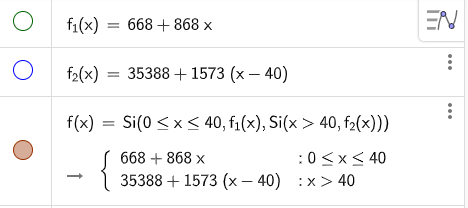 f₁(x) = 668 + 868 x
f₂(x) = 35388 + 1573 (x − 40)
f(x) = Si(0 ≤ x ≤ 40, f₁(x), Si(x > 40, f₂(x)))
→ { 668 + 868 x : 0 ≤ x ≤ 40
35388 + 1573 (x − 40) : x > 40